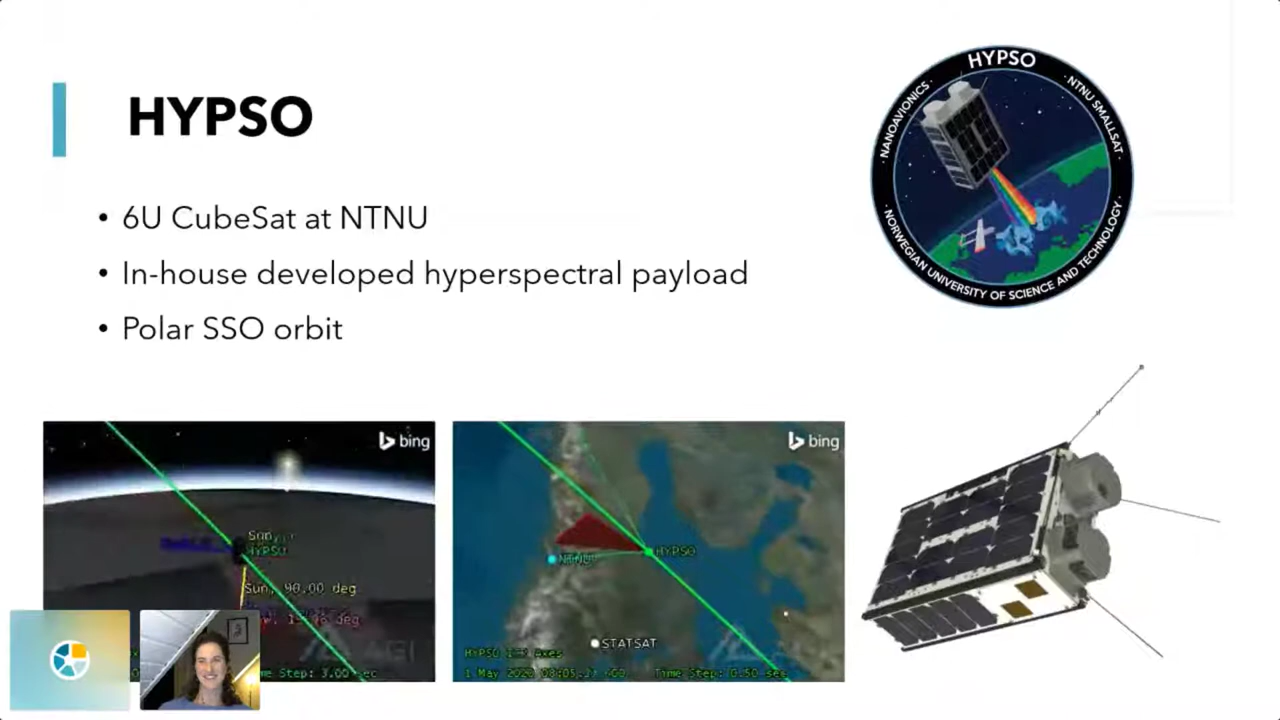 HYPSO
• 6U CubeSat at NTNU
• In-house developed hyperspectral payload
• Polar SSO orbit
HYPSO
NANOAVIONICS
NTNU SMALLSAT
NORWEGIAN UNIVERSITY OF SCIENCE AND TECHNOLOGY
bing
Sun
HYPSO
Sun, 90.00 deg
AGI
Step: 3.00 sec
bing
NTNU
HYPSO
STATSAT
HYPSO
Axes
1 May
Time Step: 0.50 sec